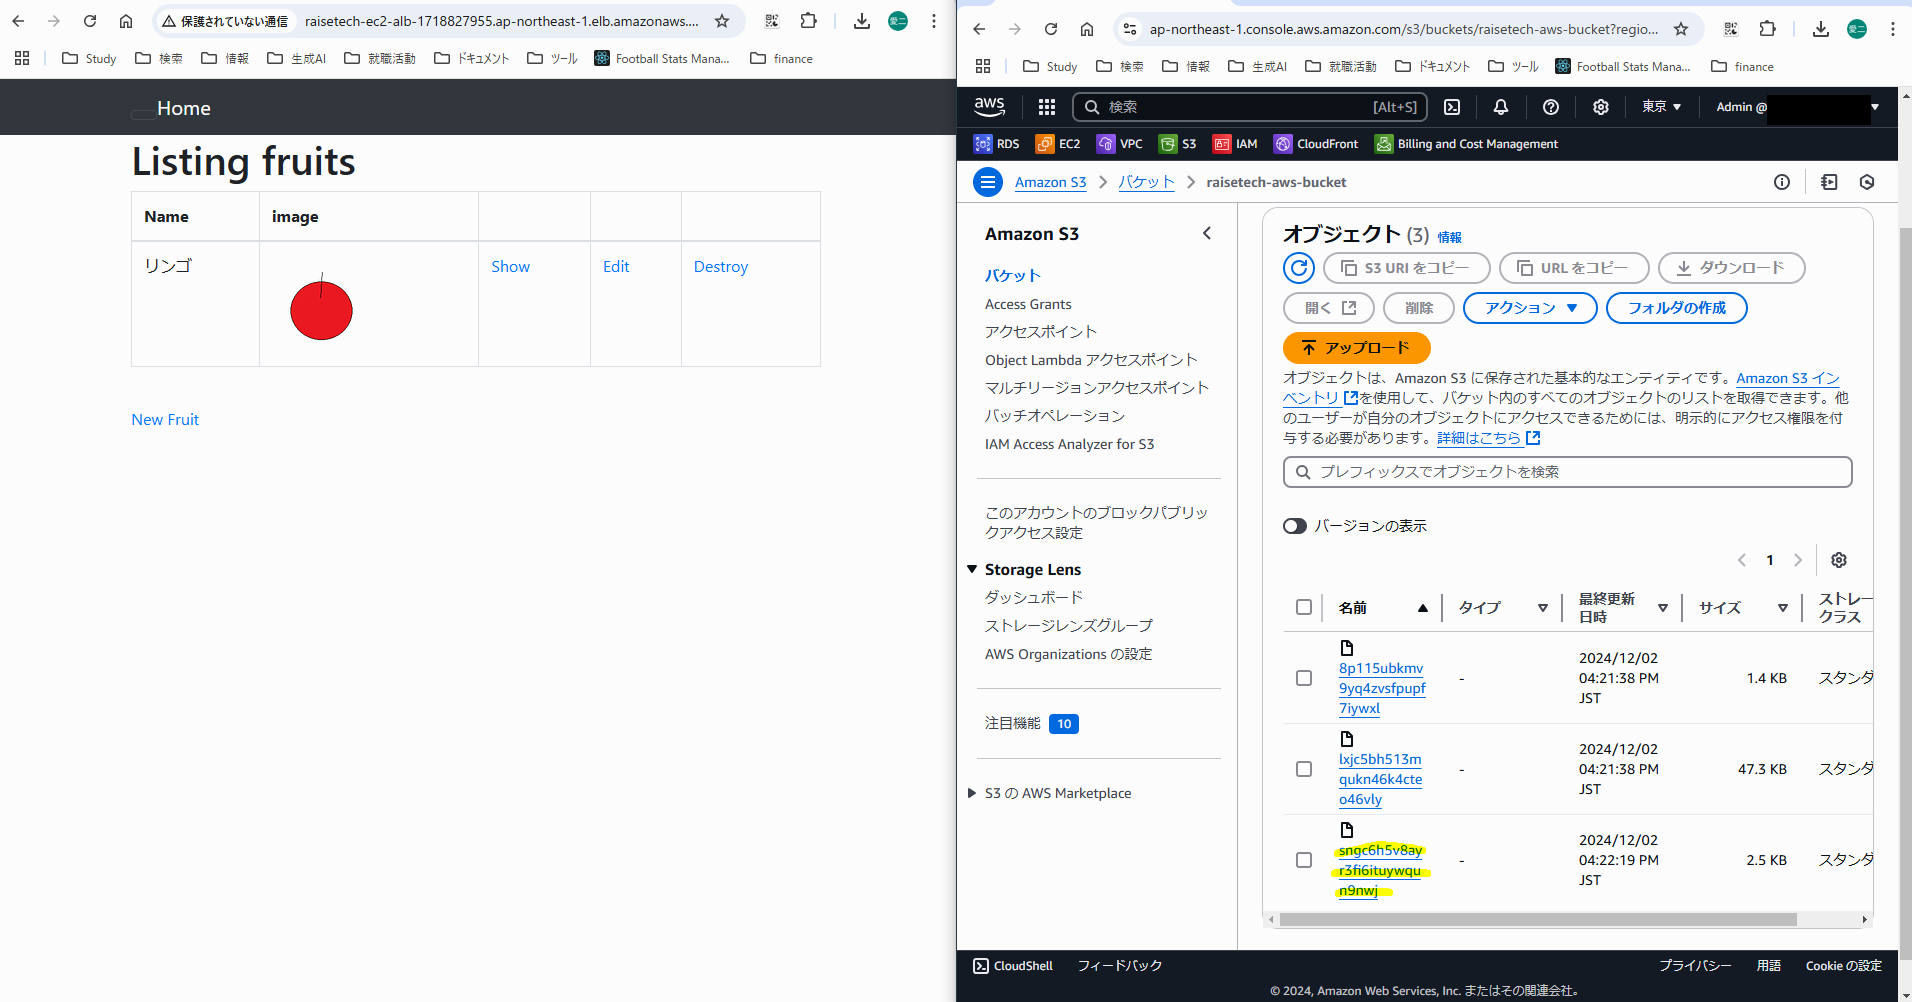 保護されていない通信
raisetech-ec2-alb-1718827955.ap-northeast-1.elb.amazonaws....
愛二
Study
検索
情報
生成AI
就職活動
ドキュメント
ツール
Football Stats Mana...
finance
Home
Listing fruits
Name
image
リンゴ
Show
Edit
Destroy
New Fruit
ap-northeast-1.console.aws.amazon.com/s3/buckets/raisetech-aws-bucket?regio...
愛二
Study
検索
情報
生成AI
就職活動
ドキュメント
ツール
Football Stats Mana...
finance
aws
検索
[Alt+S]
東京
Admin @
RDS
EC2
VPC
S3
IAM
CloudFront
Billing and Cost Management
Amazon S3
バケット
raisetech-aws-bucket
Amazon S3
バケット
Access Grants
アクセスポイント
Object Lambda アクセスポイント
マルチリージョンアクセスポイント
バッチオペレーション
IAM Access Analyzer for S3
このアカウントのブロックパブリッ
クアクセス設定
Storage Lens
ダッシュボード
ストレージレンズグループ
AWS Organizations の設定
注目機能 10
S3 の AWS Marketplace
オブジェクト (3) 情報
S3 URI をコピー
URL をコピー
ダウンロード
開く
削除
アクション
フォルダの作成
アップロード
オブジェクトは、Amazon S3 に保存された基本的なエンティティです。Amazon S3 イン
ベントリ を使用して、バケット内のすべてのオブジェクトのリストを取得できます。他
のユーザーが自分のオブジェクトにアクセスできるためには、明示的にアクセス権限を付
与する必要があります。詳細はこちら
プレフィックスでオブジェクトを検索
バージョンの表示
1
名前
タイプ
最終更新
日時
サイズ
ストレー
クラス
8p115ubkmv
9yq4zvsfpupf
7iywxl
-
2024/12/02
04:21:38 PM
JST
1.4 KB
スタンダ
lxjc5bh513m
qukn46k4cte
o46vly
-
2024/12/02
04:21:38 PM
JST
47.3 KB
スタンダ
sngc6h5v8ay
r3fi6ituywqu
n9nwj
-
2024/12/02
04:22:19 PM
JST
2.5 KB
スタンダ
CloudShell
フィードバック
プライバシー
用語
Cookie の設定
© 2024, Amazon Web Services, Inc. またはその関連会社。